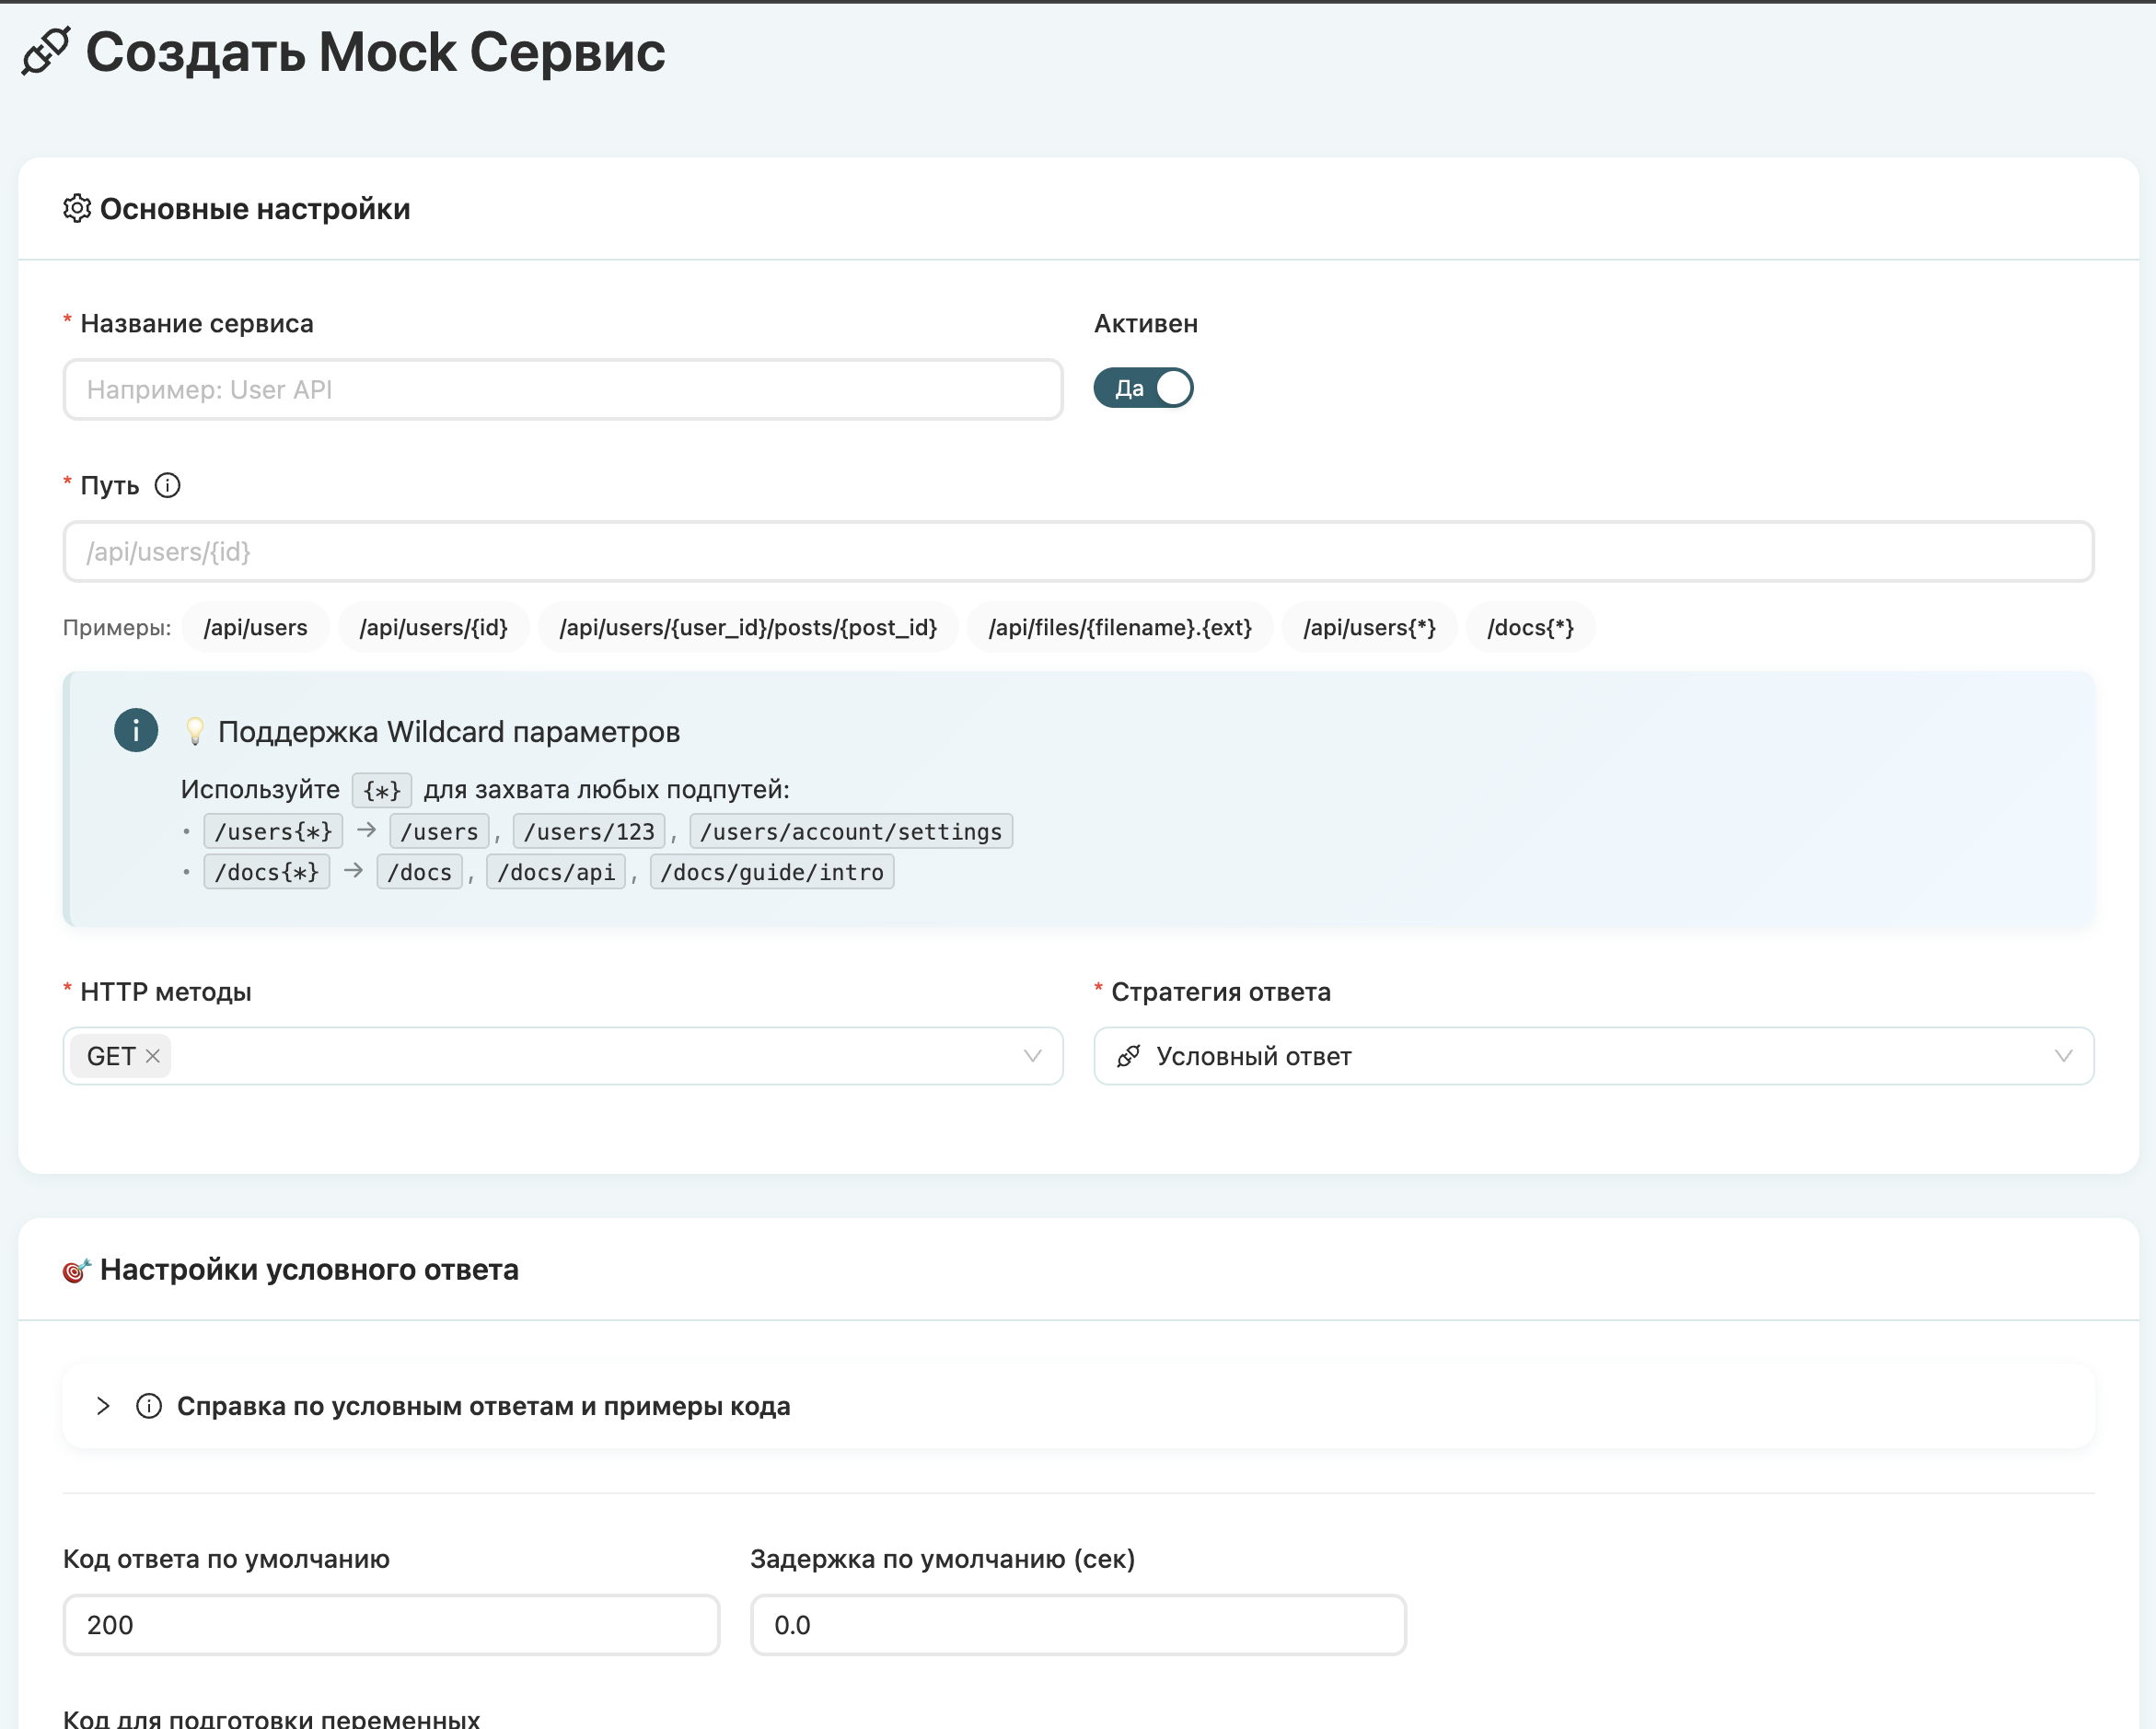 Создать Mock Сервис
Основные настройки
* Название сервиса
Активен
Например: User API
Да
* Путь
/api/users/{id}
Примеры: /api/users /api/users/{id} /api/users/{user_id}/posts/{post_id} /api/files/{filename}.{ext} /api/users{*} /docs{*}
Поддержка Wildcard параметров
Используйте {*} для захвата любых подпутей:
• /users{*} → /users, /users/123, /users/account/settings
• /docs{*} → /docs, /docs/api, /docs/guide/intro
* HTTP методы
* Стратегия ответа
GET
Условный ответ
Настройки условного ответа
Справка по условным ответам и примеры кода
Код ответа по умолчанию
Задержка по умолчанию (сек)
200
0.0
Код для подготовки переменных